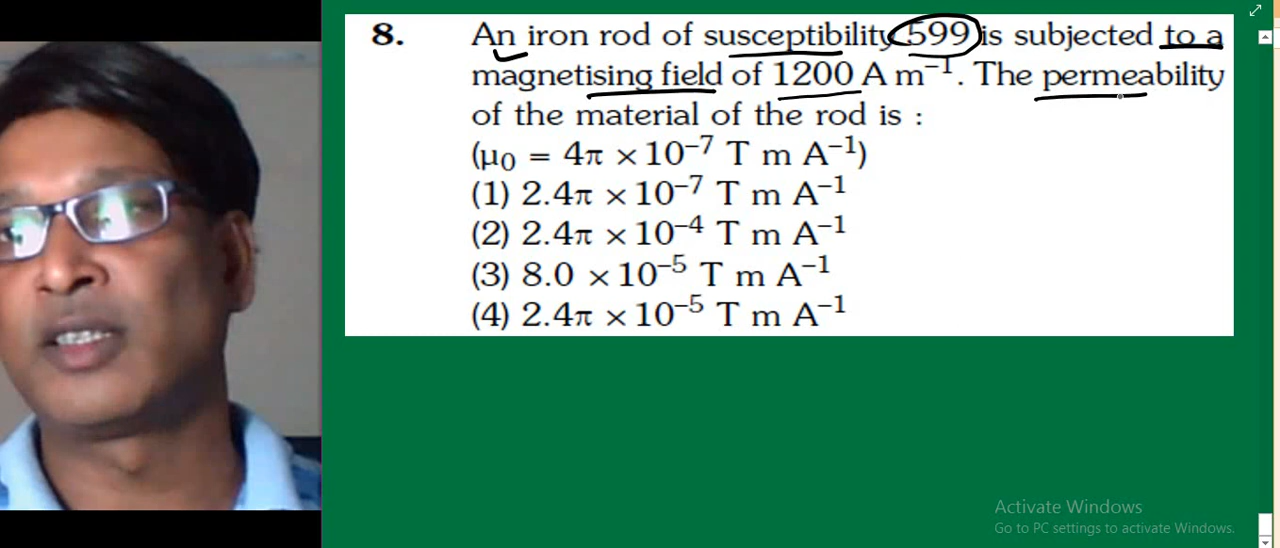 8. An iron rod of susceptibility 599 is subjected to a
magnetising field of 1200 A m⁻¹. The permeability
of the material of the rod is :
(μ₀ = 4π × 10⁻⁷ T m A⁻¹)
(1) 2.4π × 10⁻⁷ T m A⁻¹
(2) 2.4π × 10⁻⁴ T m A⁻¹
(3) 8.0 × 10⁻⁵ T m A⁻¹
(4) 2.4π × 10⁻⁵ T m A⁻¹
Activate Windows
Go to PC settings to activate Windows.